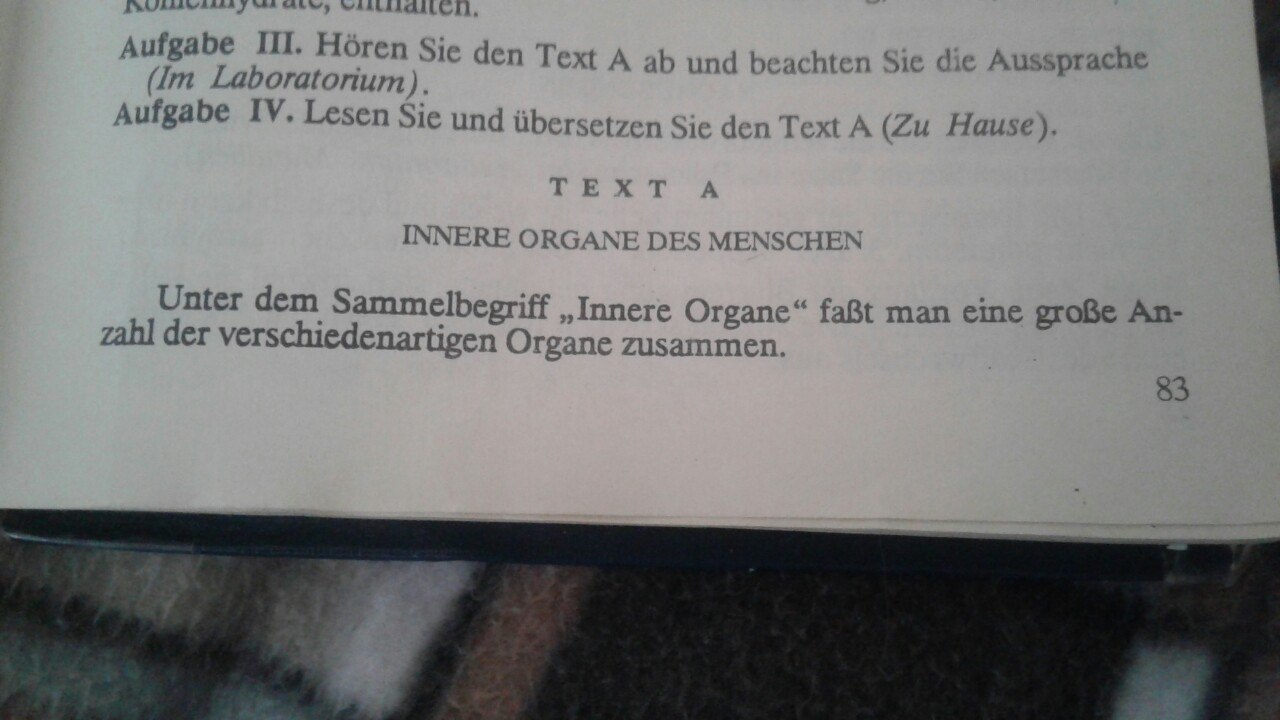 Kohlenhydrate, enthalten.
Aufgabe III. Hören Sie den Text A ab und beachten Sie die Aussprache
(Im Laboratorium).
Aufgabe IV. Lesen Sie und übersetzen Sie den Text A (Zu Hause).
TEXT A
INNERE ORGANE DES MENSCHEN
Unter dem Sammelbegriff „Innere Organe“ faßt man eine große An-
zahl der verschiedenartigen Organe zusammen.
83